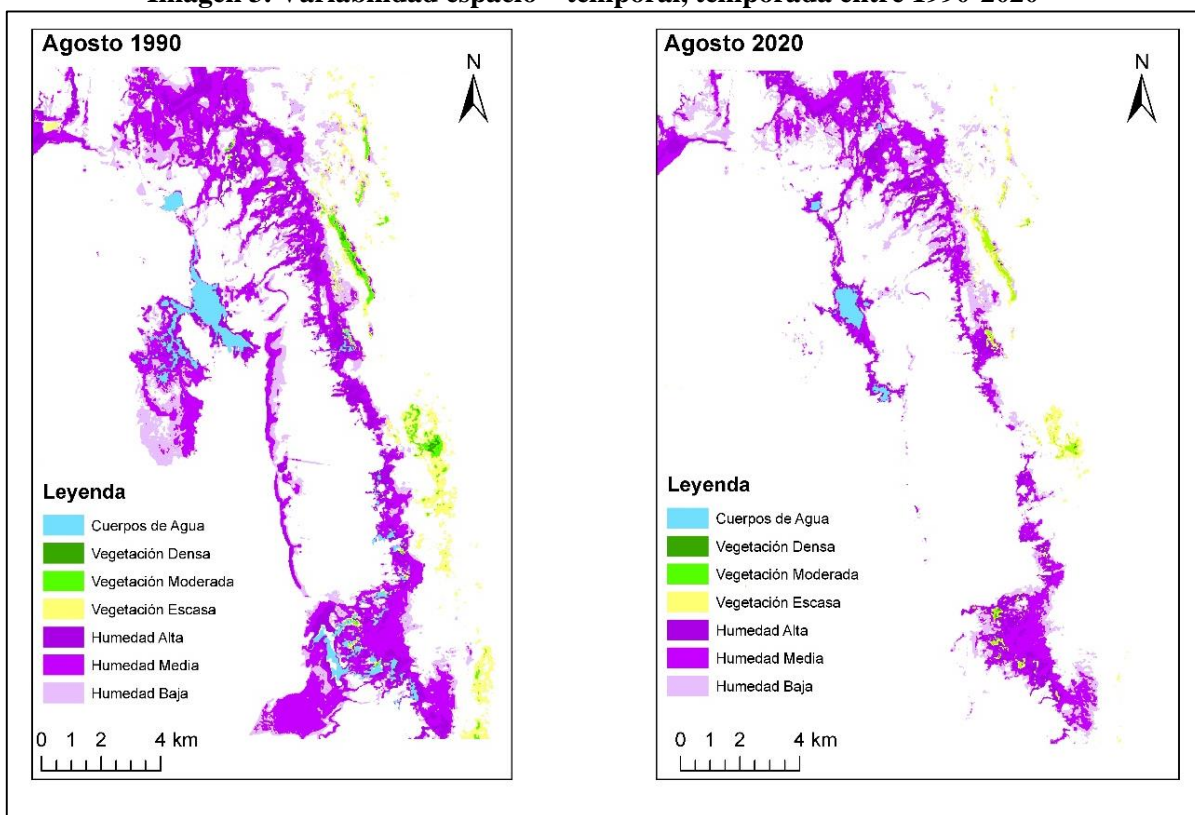 Imagen 3. Variabilidad espacio – temporal, temporada entre 1990-2020
Agosto 1990
N
Leyenda
Cuerpos de Agua
Vegetación Densa
Vegetación Moderada
Vegetación Escasa
Humedad Alta
Humedad Media
Humedad Baja
0 1 2 4 km
Agosto 2020
N
Leyenda
Cuerpos de Agua
Vegetación Densa
Vegetación Moderada
Vegetación Escasa
Humedad Alta
Humedad Media
Humedad Baja
0 1 2 4 km